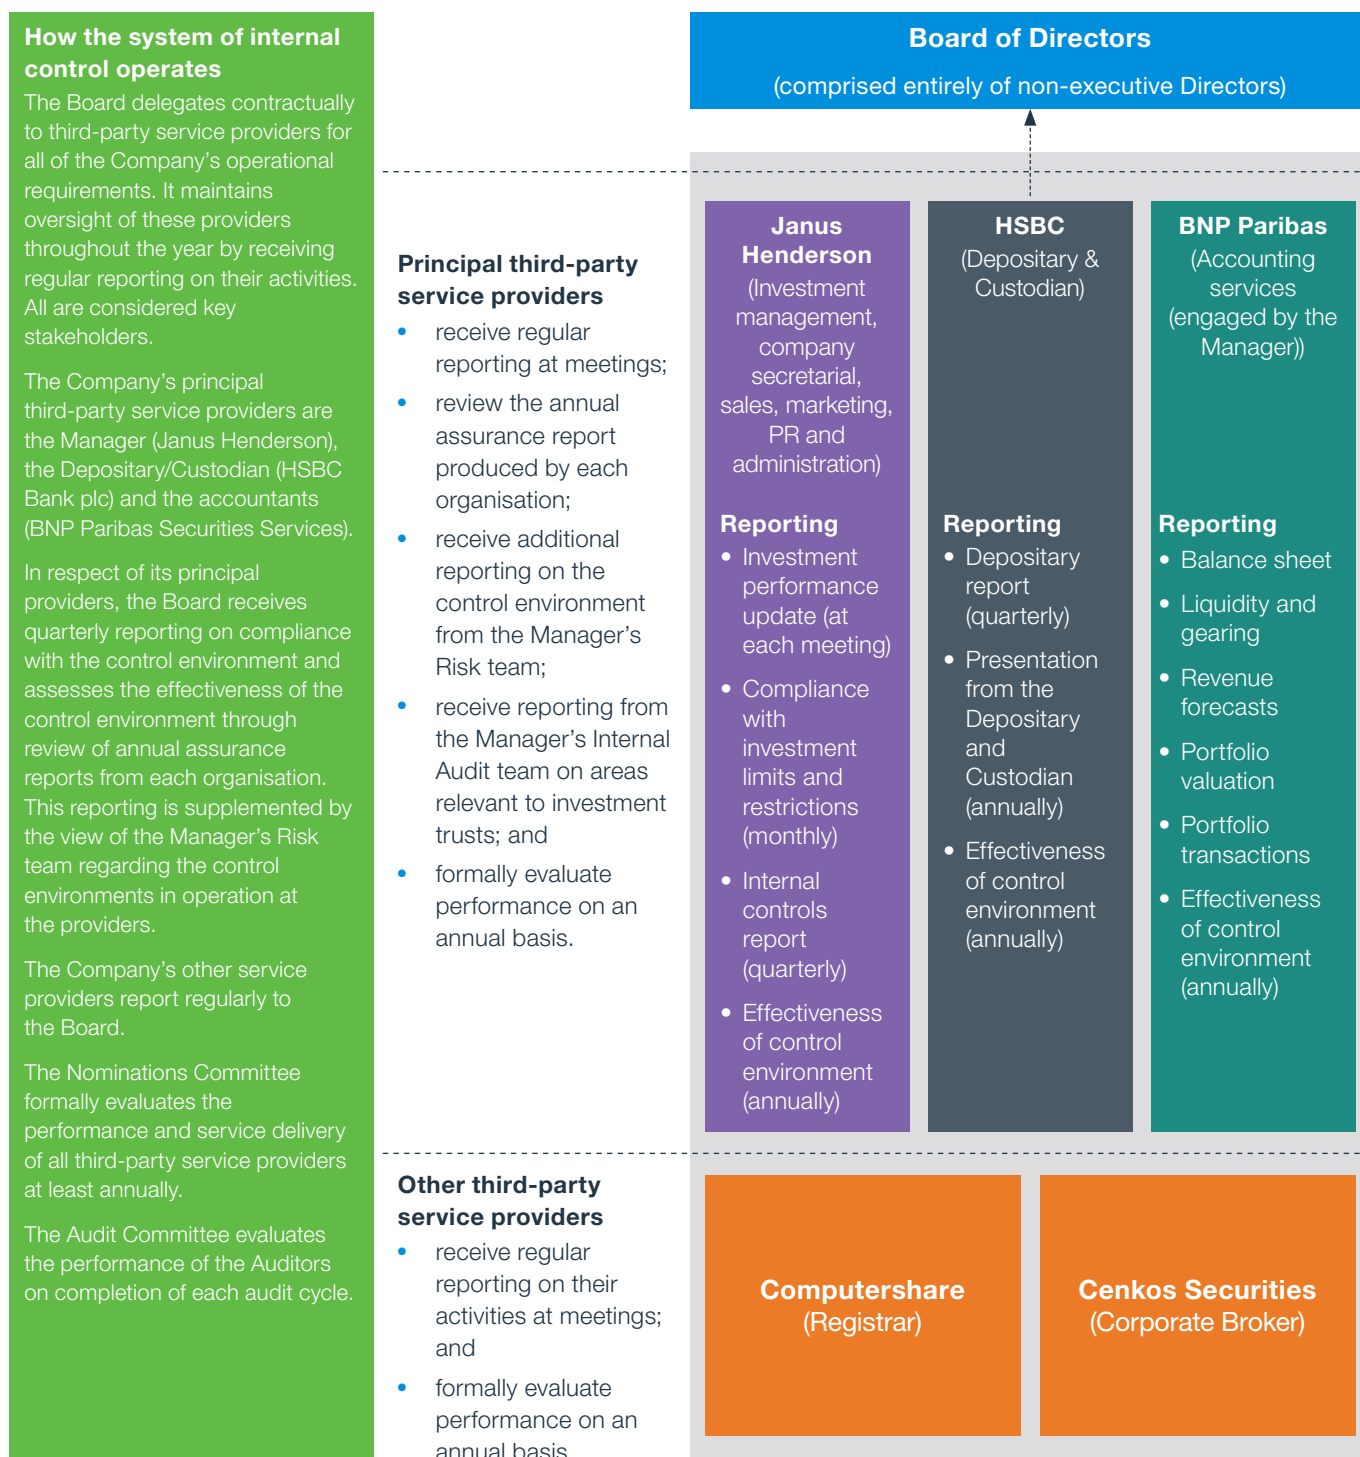 How the system of internal
control operates
The Board delegates contractually
to third-party service providers for
all of the Company’s operational
requirements. It maintains
oversight of these providers
throughout the year by receiving
regular reporting on their activities.
All are considered key
stakeholders.
The Company’s principal
third-party service providers are
the Manager (Janus Henderson),
the Depositary/Custodian (HSBC
Bank plc) and the accountants
(BNP Paribas Securities Services).
In respect of its principal
providers, the Board receives
quarterly reporting on compliance
with the control environment and
assesses the effectiveness of the
control environment through
review of annual assurance
reports from each organisation.
This reporting is supplemented by
the view of the Manager’s Risk
team regarding the control
environments in operation at
the providers.
The Company’s other service
providers report regularly to
the Board.
The Nominations Committee
formally evaluates the
performance and service delivery
of all third-party service providers
at least annually.
The Audit Committee evaluates
the performance of the Auditors
on completion of each audit cycle.
Board of Directors
(comprised entirely of non-executive Directors)
Principal third-party
service providers
• receive regular
reporting at meetings;
• review the annual
assurance report
produced by each
organisation;
• receive additional
reporting on the
control environment
from the Manager’s
Risk team;
• receive reporting from
the Manager’s Internal
Audit team on areas
relevant to investment
trusts; and
• formally evaluate
performance on an
annual basis.
Janus
Henderson
(Investment
management,
company
secretarial,
sales, marketing,
PR and
administration)
Reporting
• Investment
performance
update (at
each meeting)
• Compliance
with
investment
limits and
restrictions
(monthly)
• Internal
controls
report
(quarterly)
• Effectiveness
of control
environment
(annually)
HSBC
(Depositary &
Custodian)
Reporting
• Depositary
report
(quarterly)
• Presentation
from the
Depositary
and
Custodian
(annually)
• Effectiveness
of control
environment
(annually)
BNP Paribas
(Accounting
services
(engaged by the
Manager))
Reporting
• Balance sheet
• Liquidity and
gearing
• Revenue
forecasts
• Portfolio
valuation
• Portfolio
transactions
• Effectiveness
of control
environment
(annually)
Other third-party
service providers
• receive regular
reporting on their
activities at meetings;
and
• formally evaluate
performance on an
annual basis
Computershare
(Registrar)
Cenkos Securities
(Corporate Broker)